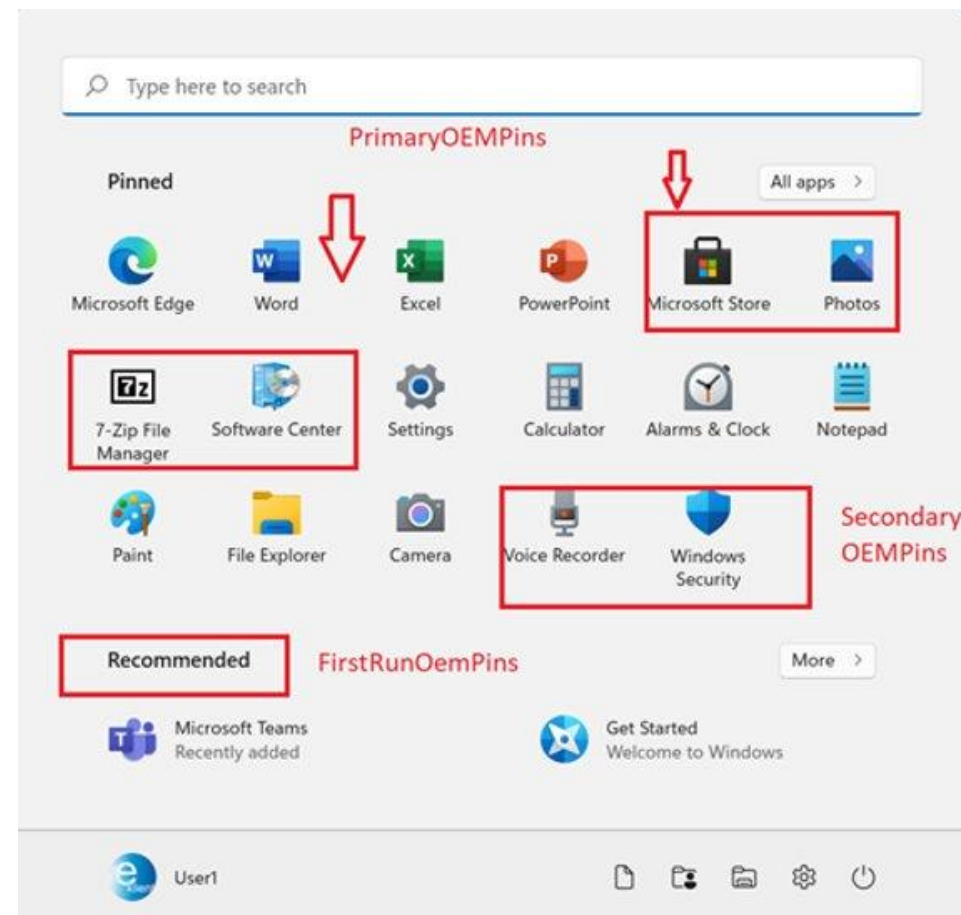 Type here to search
PrimaryOEMPins
Pinned
All apps >
Microsoft Edge
Word
Excel
PowerPoint
Microsoft Store
Photos
7-Zip File
Manager
Software Center
Settings
Calculator
Alarms & Clock
Notepad
Paint
File Explorer
Camera
Voice Recorder
Windows
Security
Secondary
OEMPins
Recommended
FirstRunOemPins
More >
Microsoft Teams
Recently added
Get Started
Welcome to Windows
User1